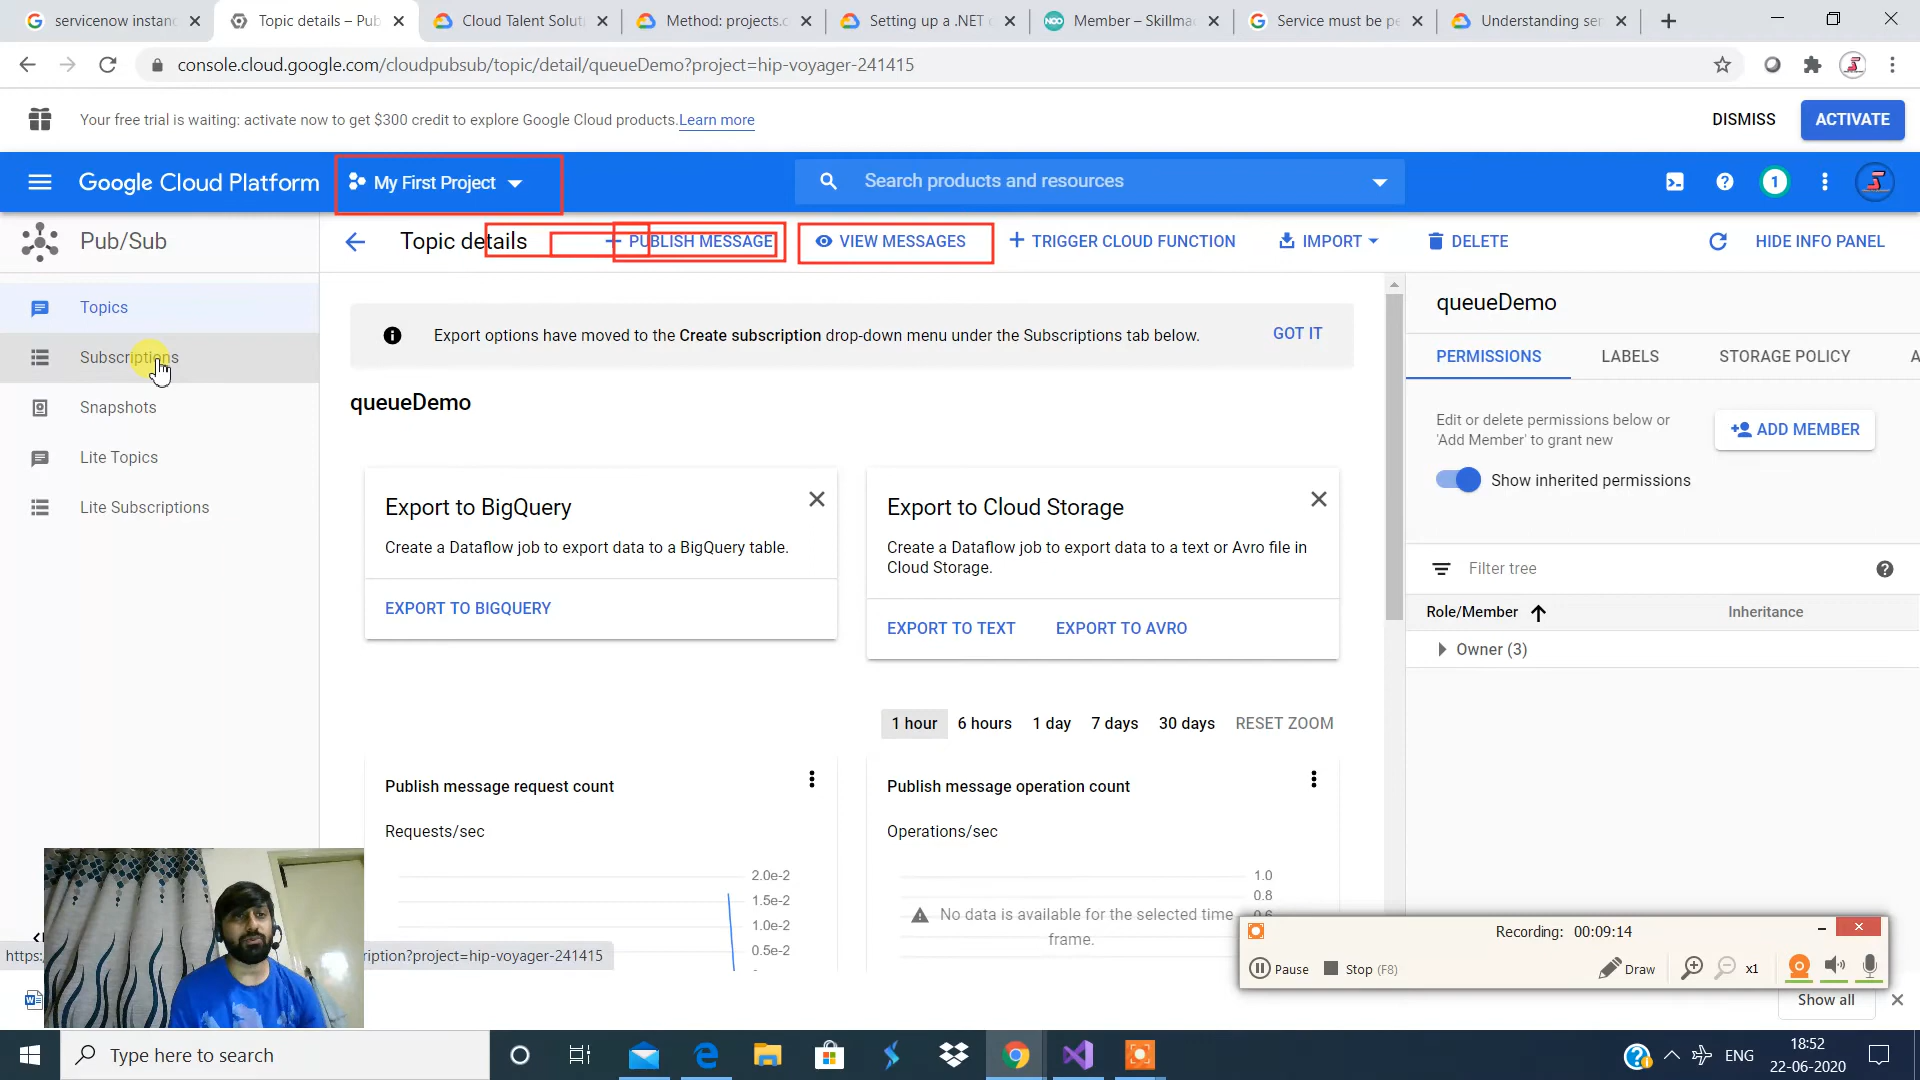 servicenow instanc
Topic details – Pub
Cloud Talent Soluti
Method: projects.c
Setting up a .NET
Member – Skillma
Service must be pe
Understanding ser
console.cloud.google.com/cloudpubsub/topic/detail/queueDemo?project=hip-voyager-241415
Your free trial is waiting: activate now to get $300 credit to explore Google Cloud products. Learn more
DISMISS
ACTIVATE
Google Cloud Platform
My First Project
Search products and resources
1
Pub/Sub
Topic details
PUBLISH MESSAGE
VIEW MESSAGES
TRIGGER CLOUD FUNCTION
IMPORT
DELETE
HIDE INFO PANEL
Topics
Subscriptions
Snapshots
Lite Topics
Lite Subscriptions
Export options have moved to the Create subscription drop-down menu under the Subscriptions tab below.
GOT IT
queueDemo
Export to BigQuery
Create a Dataflow job to export data to a BigQuery table.
EXPORT TO BIGQUERY
Export to Cloud Storage
Create a Dataflow job to export data to a text or Avro file in
Cloud Storage.
EXPORT TO TEXT
EXPORT TO AVRO
1 hour
6 hours
1 day
7 days
30 days
RESET ZOOM
Publish message request count
Requests/sec
2.0e-2
1.5e-2
1.0e-2
0.5e-2
Publish message operation count
Operations/sec
1.0
0.8
0.6
No data is available for the selected time
frame.
queueDemo
PERMISSIONS
LABELS
STORAGE POLICY
A
Edit or delete permissions below or
'Add Member' to grant new
ADD MEMBER
Show inherited permissions
Filter tree
Role/Member
Inheritance
Owner (3)
https:
ription?project=hip-voyager-241415
Recording: 00:09:14
Pause
Stop (F8)
Draw
x1
Show all
Type here to search
ENG
18:52
22-06-2020